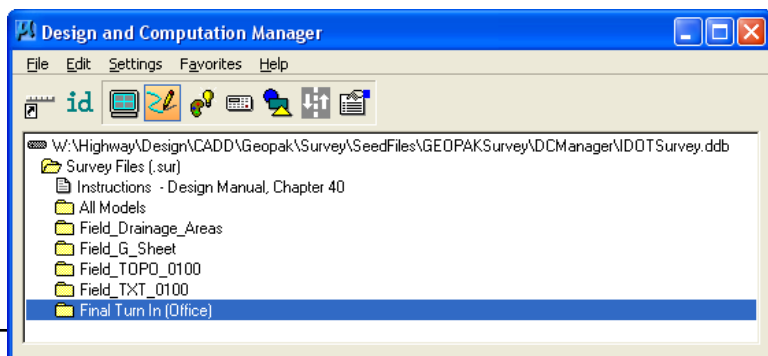 Design and Computation Manager
File Edit Settings Favorites Help
id
W:\Highway\Design\CADD\Geopak\Survey\SeedFiles\GEOPAKSurvey\DCManager\IDOTSurvey.ddb
Survey Files (.sur)
Instructions - Design Manual, Chapter 40
All Models
Field_Drainage_Areas
Field_G_Sheet
Field_TOPO_0100
Field_TXT_0100
Final Turn In (Office)